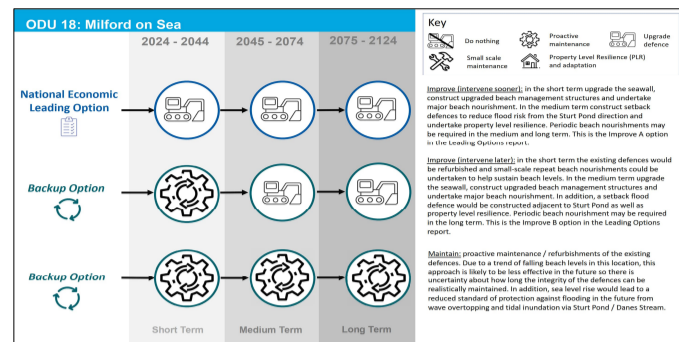 ODU 18: Milford on Sea
2024 - 2044
2045 - 2074
2075 - 2124
National Economic
Leading Option
Backup Option
Backup Option
Short Term
Medium Term
Long Term
Key
Do nothing
Proactive
maintenance
Upgrade
defence
Small scale
maintenance
Property Level Resilience (PLR)
and adaptation
Improve (intervene sooner): in the short term upgrade the seawall,
construct upgraded beach management structures and undertake
major beach nourishment. In the medium term construct setback
defences to reduce flood risk from the Sturt Pond direction and
undertake property level resilience. Periodic beach nourishments may
be required in the medium and long term. This is the Improve A option
in the Leading Options report.
Improve (intervene later): in the short term the existing defences would
be refurbished and small-scale repeat beach nourishments could be
undertaken to help sustain beach levels. In the medium term upgrade
the seawall, construct upgraded beach management structures and
undertake major beach nourishment. In addition, a setback flood
defence would be constructed adjacent to Sturt Pond as well as
property level resilience. Periodic beach nourishment may be required
in the long term. This is the Improve B option in the Leading Options
report.
Maintain: proactive maintenance / refurbishments of the existing
defences. Due to a trend of falling beach levels in this location, this
approach is likely to be less effective in the future so there is
uncertainty about how long the integrity of the defences can be
realistically maintained. In addition, sea level rise would lead to a
reduced standard of protection against flooding in the future from
wave overtopping and tidal inundation via Sturt Pond / Danes Stream.